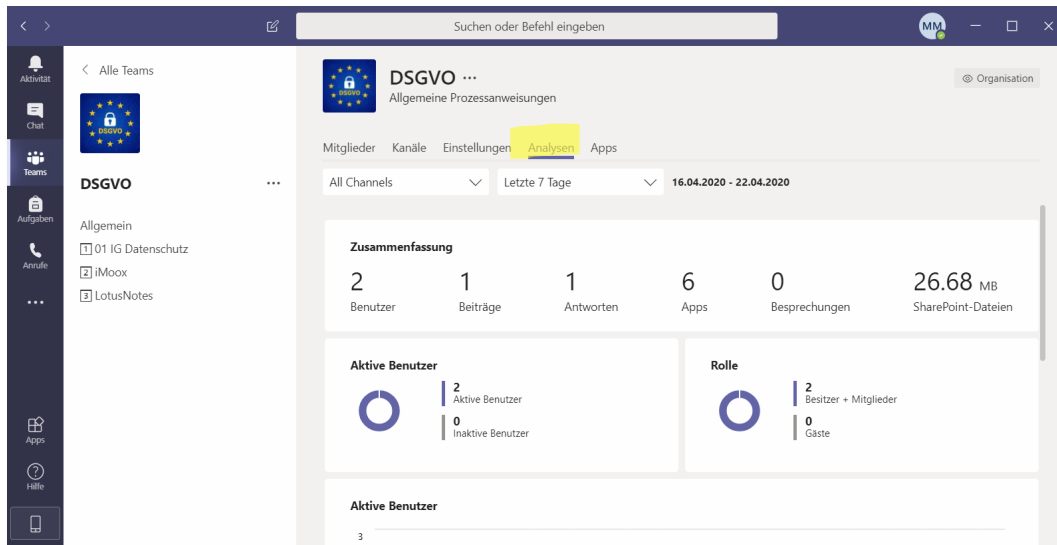 Suchen oder Befehl eingeben
MM
Aktivität
Chat
Teams
Aufgaben
Anrufe
Apps
Hilfe
Alle Teams
DSGVO
DSGVO
Allgemein
1 01 IG Datenschutz
2 iMoox
3 LotusNotes
DSGVO
DSGVO
Allgemeine Prozessanweisungen
Organisation
Mitglieder Kanäle Einstellungen Analysen Apps
All Channels Letzte 7 Tage 16.04.2020 - 22.04.2020
Zusammenfassung
2 1 1 6 0 26.68 MB
Benutzer Beiträge Antworten Apps Besprechungen SharePoint-Dateien
Aktive Benutzer
2
Aktive Benutzer
0
Inaktive Benutzer
Rolle
2
Besitzer + Mitglieder
0
Gäste
Aktive Benutzer
3